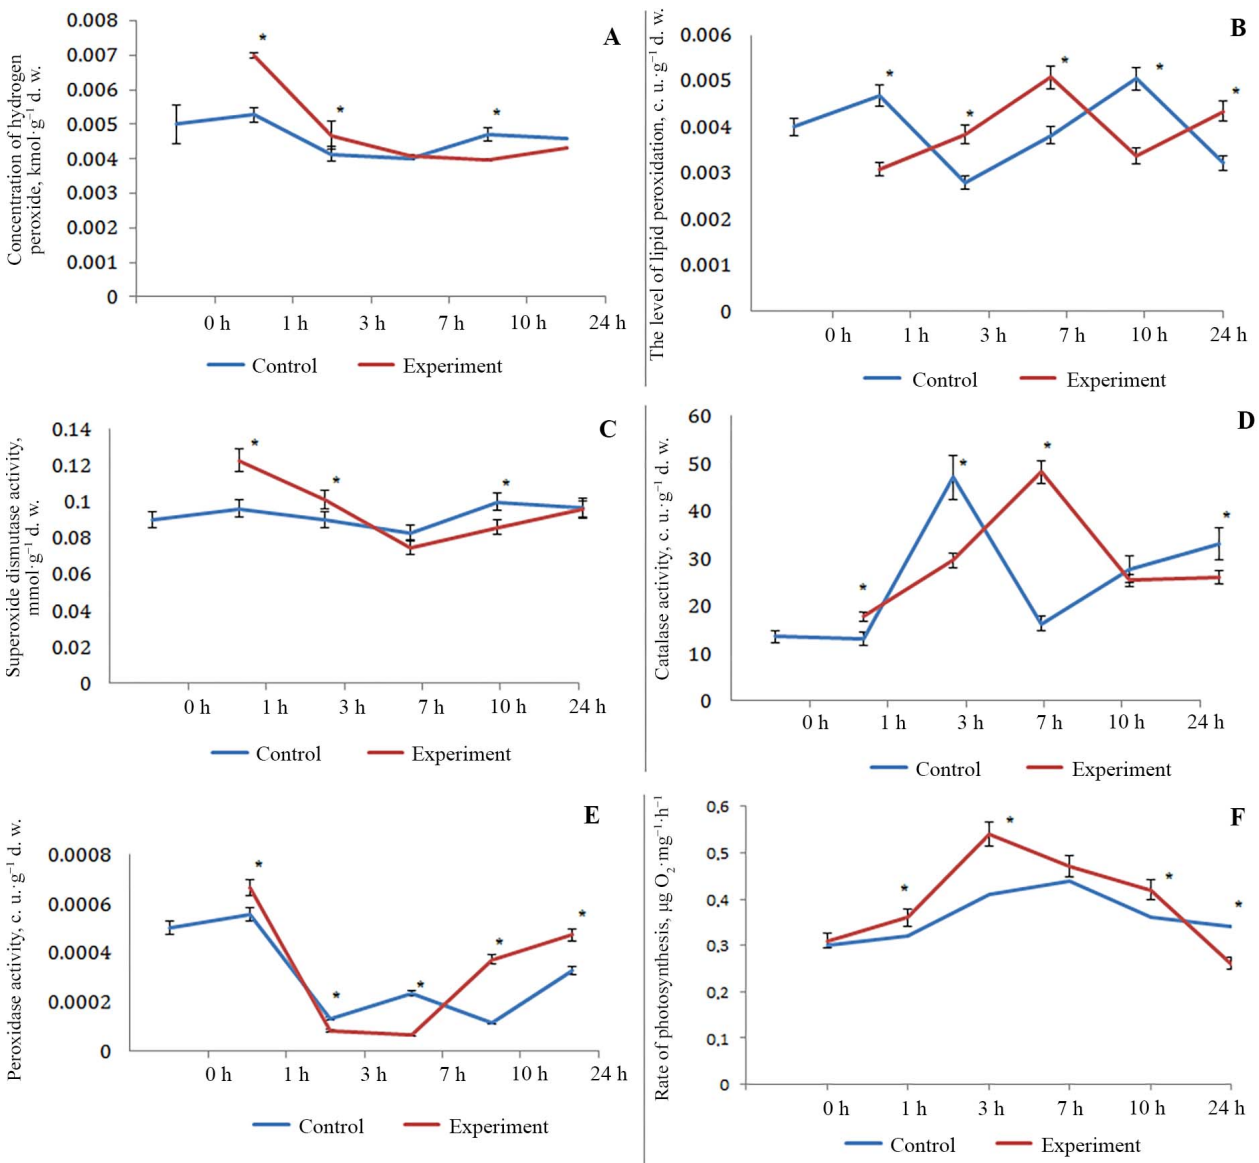 A
Concentration of hydrogen
peroxide, kmol·g⁻¹ d. w.
0.008
0.007
0.006
0.005
0.004
0.003
0.002
0.001
0
*
*
*
0 h 1 h 3 h 7 h 10 h 24 h
Control Experiment
B
The level of lipid peroxidation, c. u.·g⁻¹ d. w.
0.006
0.005
0.004
0.003
0.002
0.001
0
*
*
*
*
*
0 h 1 h 3 h 7 h 10 h 24 h
Control Experiment
C
Superoxide dismutase activity,
mmol·g⁻¹ d. w.
0.14
0.12
0.1
0.08
0.06
0.04
0.02
0
*
*
*
0 h 1 h 3 h 7 h 10 h 24 h
Control Experiment
D
Catalase activity, c. u.·g⁻¹ d. w.
60
50
40
30
20
10
0
*
*
*
*
0 h 1 h 3 h 7 h 10 h 24 h
Control Experiment
E
Peroxidase activity, c. u.·g⁻¹ d. w.
0.0008
0.0006
0.0004
0.0002
0
*
*
*
*
*
0 h 1 h 3 h 7 h 10 h 24 h
Control Experiment
F
Rate of photosynthesis, µg O₂·mg⁻¹·h⁻¹
0,6
0,5
0,4
0,3
0,2
0,1
0
*
*
*
*
0 h 1 h 3 h 7 h 10 h 24 h
Control Experiment